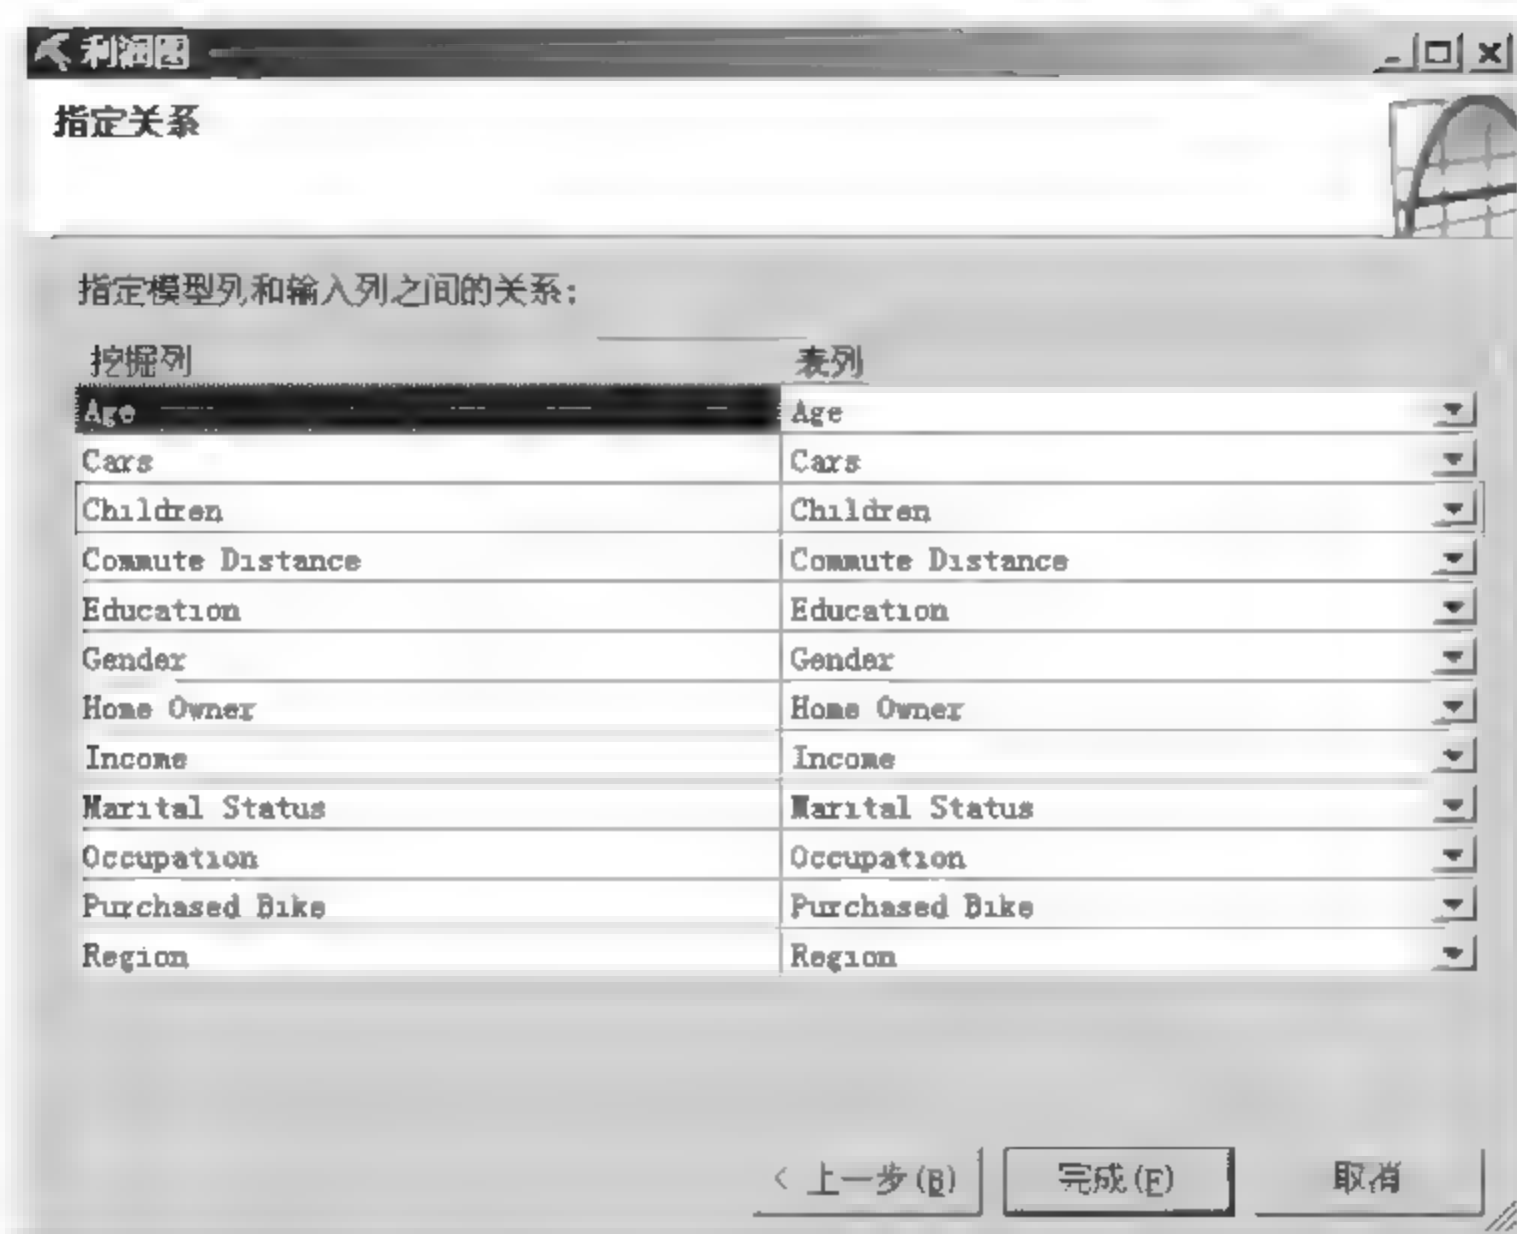 利润图
指定关系
指定模型列和输入列之间的关系:
挖掘列 表列
Age Age
Cars Cars
Children Children
Commute Distance Commute Distance
Education Education
Gender Gender
Home Owner Home Owner
Income Income
Marital Status Marital Status
Occupation Occupation
Purchased Bike Purchased Bike
Region Region
< 上一步(B) 完成(F) 取消